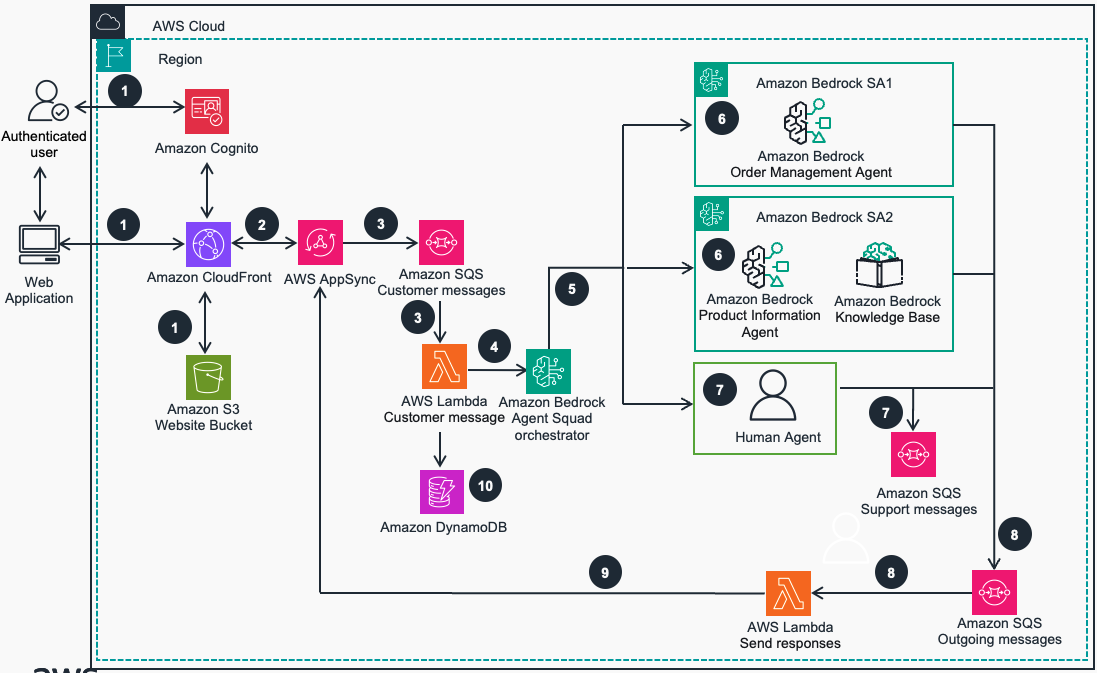 AWS Cloud
Region
1
Authenticated
user
Amazon Cognito
1
2
3
Web
Application
Amazon CloudFront
AWS AppSync
Amazon SQS
Customer messages
1
Amazon S3
Website Bucket
3
4
AWS Lambda
Customer message
Amazon Bedrock
Agent Squad
orchestrator
5
10
Amazon DynamoDB
Amazon Bedrock SA1
6
Amazon Bedrock
Order Management Agent
Amazon Bedrock SA2
6
Amazon Bedrock
Product Information
Agent
Amazon Bedrock
Knowledge Base
7
Human Agent
7
Amazon SQS
Support messages
8
Amazon SQS
Outgoing messages
8
AWS Lambda
Send responses
9
aws